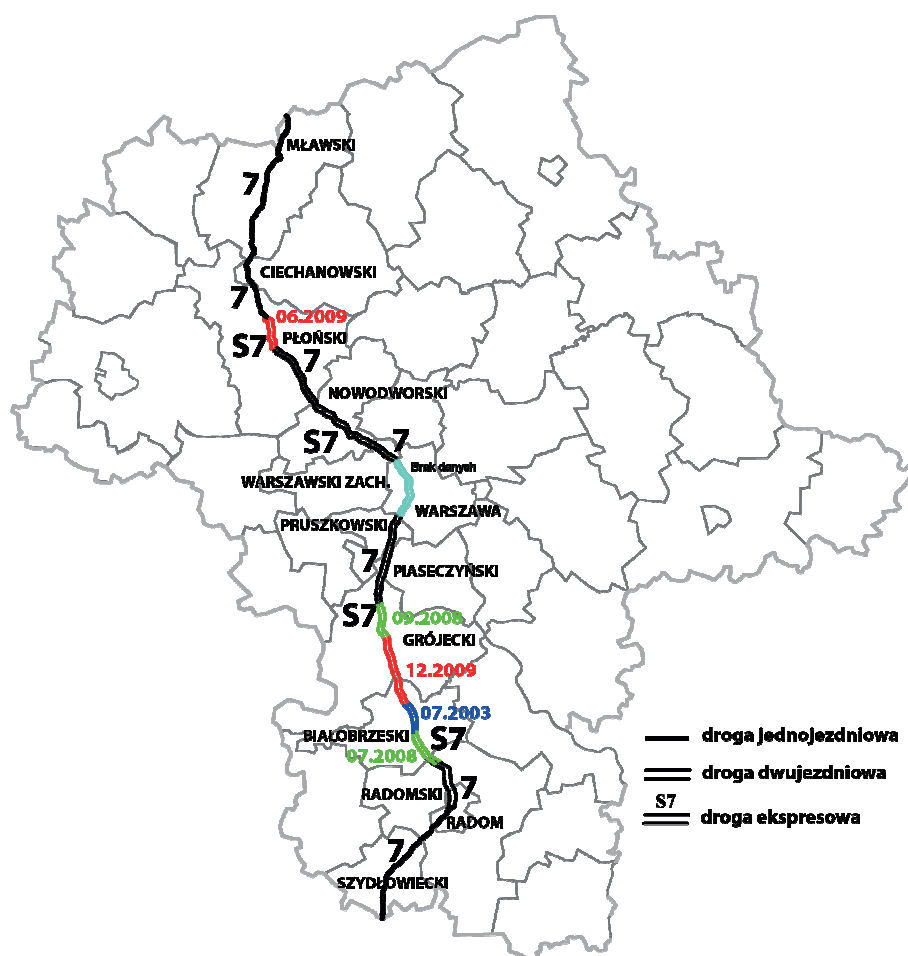 MŁAWSKI
7
CIECHANOWSKI
7
06.2009
S7
PŁOŃSKI
7
NOWODWORSKI
S7
7
Brak danych
WARSZAWSKI ZACH.
WARSZAWA
PRUSZKOWSKI
7
PIASECZYŃSKI
S7
09.2008
GRÓJECKI
12.2009
07.2003
BIAŁOBRZESKI
S7
07.2008
RADOMSKI
7
RADOM
7
SZYDŁOWIECKI
droga jednojezdniowa
droga dwujezdniowa
S7
droga ekspresowa